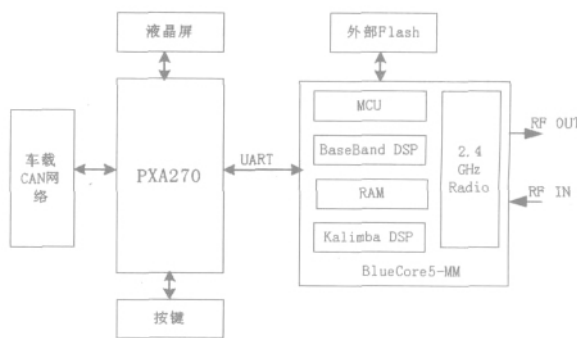 液晶屏
外部Flash
MCU
RF OUT
BaseBand DSP
车载
CAN网
络
PXA270
UART
2.4
GHz
Radio
RAM
RF IN
Kalimba DSP
BlueCore5-MM
按键